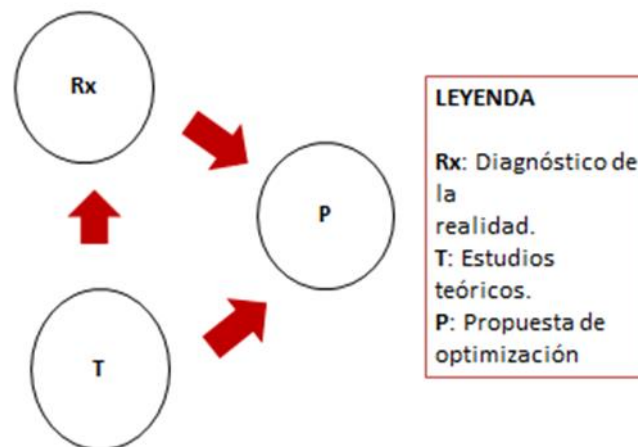 Rx
P
T
LEYENDA
Rx: Diagnóstico de
la
realidad.
T: Estudios
teóricos.
P: Propuesta de
optimización